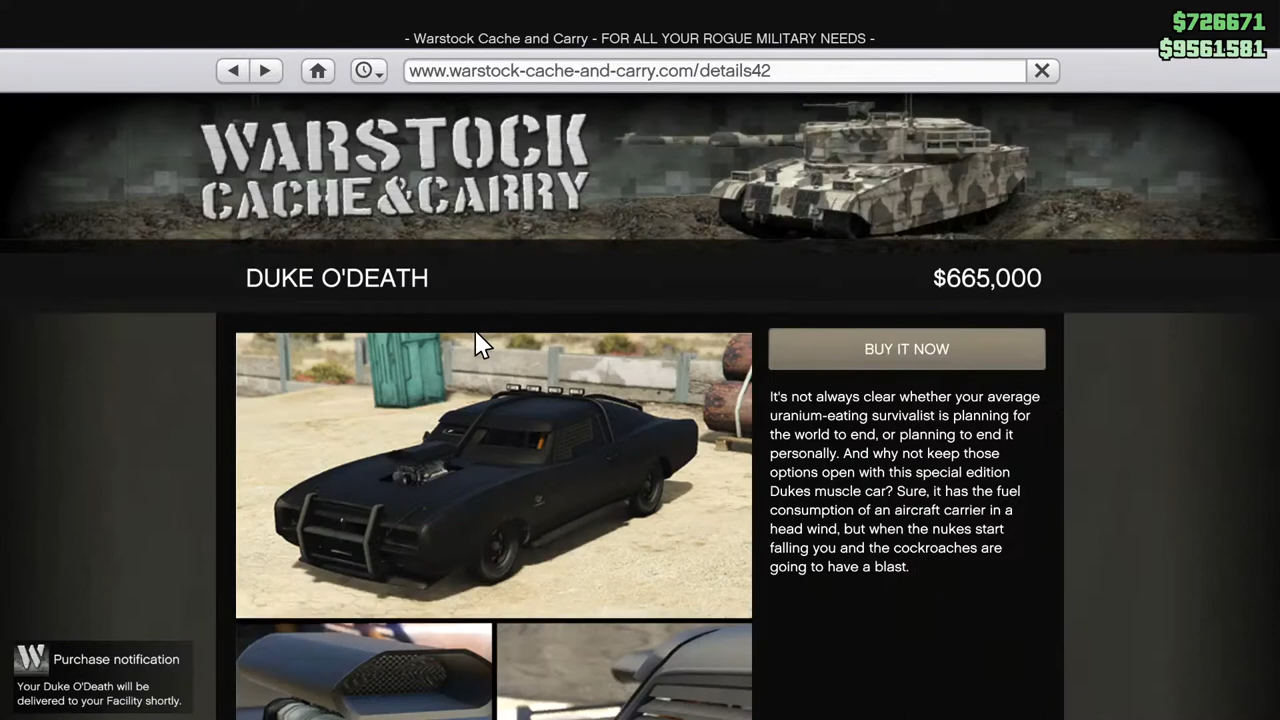 $726671
- Warstock Cache and Carry - FOR ALL YOUR ROGUE MILITARY NEEDS -
$9561581
www.warstock-cache-and-carry.com/details42
WARSTOCK
CACHE&CARRY
DUKE O'DEATH
$665,000
BUY IT NOW
It's not always clear whether your average
uranium-eating survivalist is planning for
the world to end, or planning to end it
personally. And why not keep those
options open with this special edition
Dukes muscle car? Sure, it has the fuel
consumption of an aircraft carrier in a
head wind, but when the nukes start
falling you and the cockroaches are
going to have a blast.
W Purchase notification
Your Duke O'Death will be
delivered to your Facility shortly.